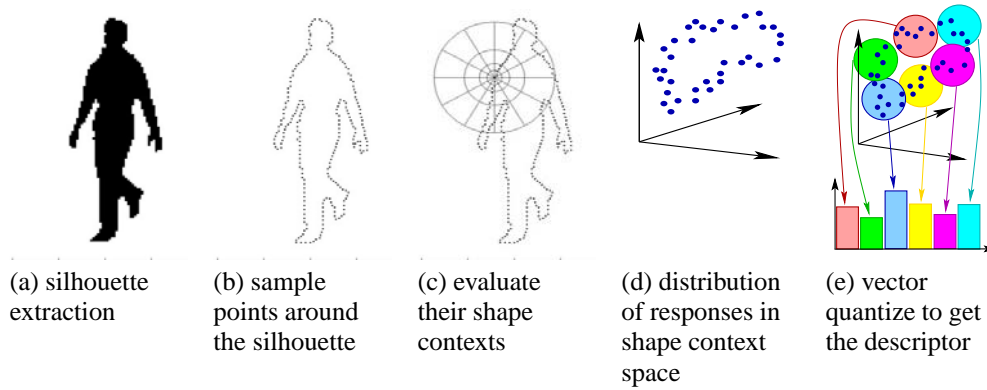 (a) silhouette
extraction
(b) sample
points around
the silhouette
(c) evaluate
their shape
contexts
(d) distribution
of responses in
shape context
space
(e) vector
quantize to get
the descriptor